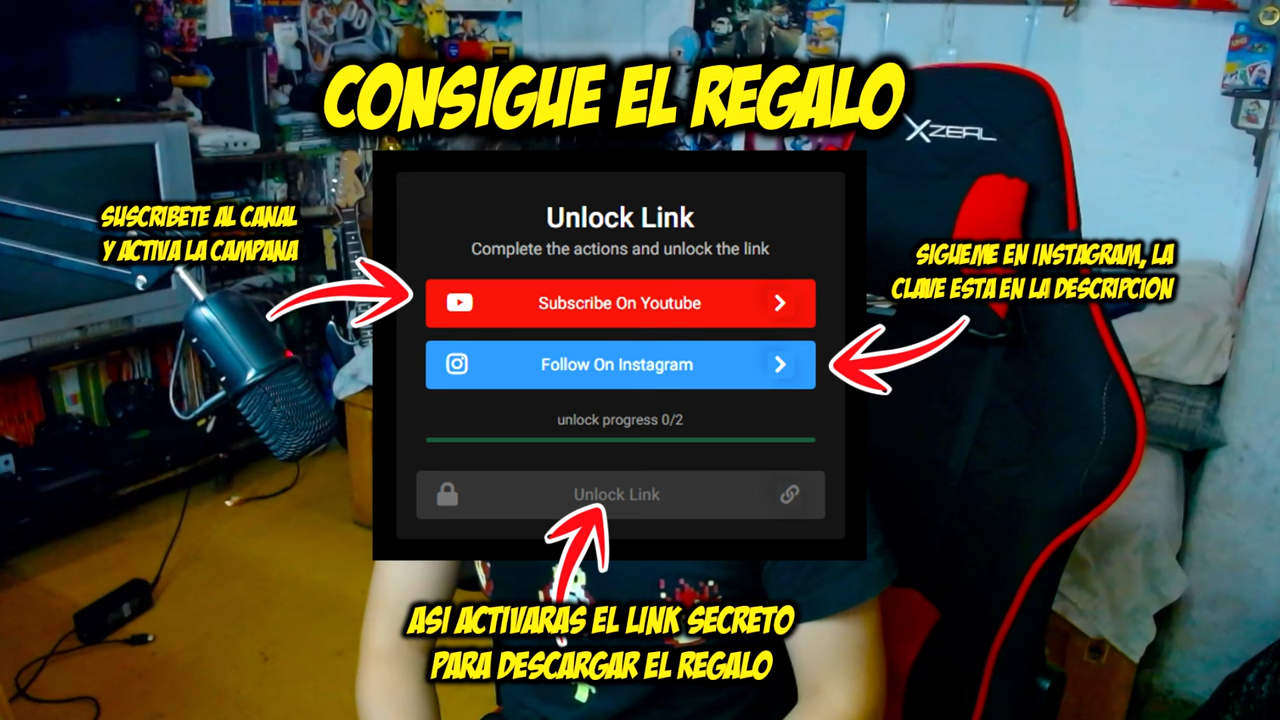 CONSIGUE EL REGALO
XZEAL
SUSCRIBETE AL CANAL
Y ACTIVA LA CAMPANA
Unlock Link
Complete the actions and unlock the link
Subscribe On Youtube
SIGUEME EN INSTAGRAM, LA
CLAVE ESTA EN LA DESCRIPCION
Follow On Instagram
unlock progress 0/2
Unlock Link
ASI ACTIVARAS EL LINK SECRETO
PARA DESCARGAR EL REGALO